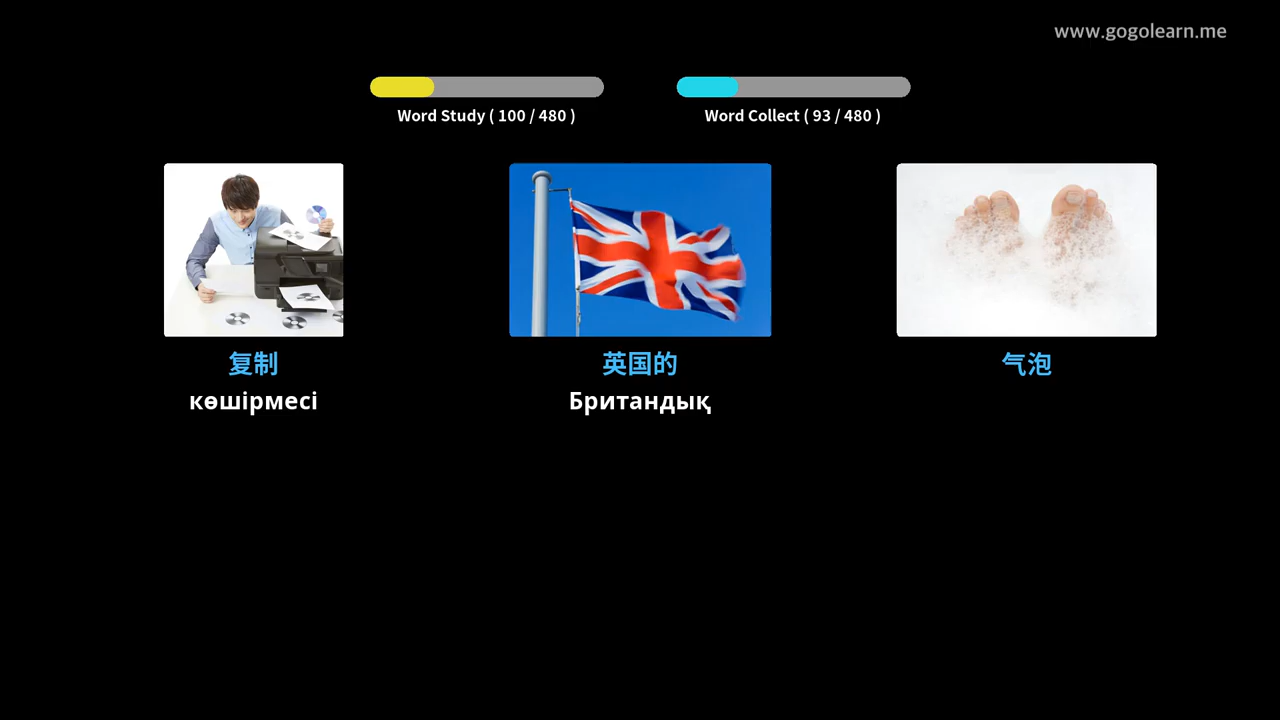 www.gogolearn.me
Word Study ( 100 / 480 )
Word Collect ( 93 / 480 )
复制
英国的
气泡
көшірмесі
Британдық